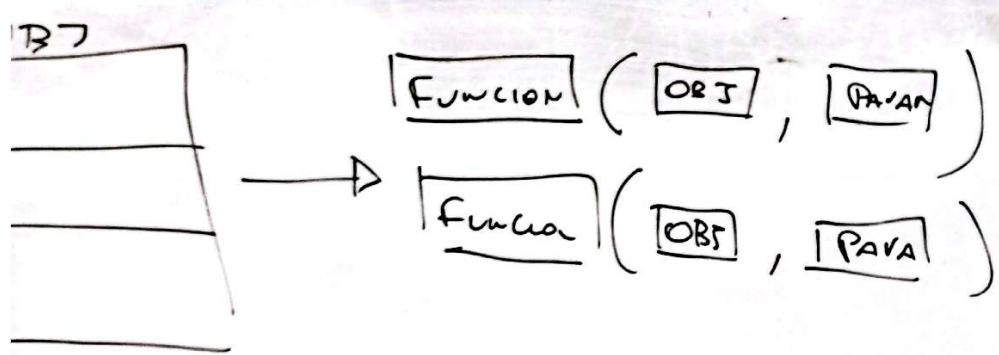 OBJ
FUNCION ( OBJ , PARAM )
Funcion ( OBJ , PARA )